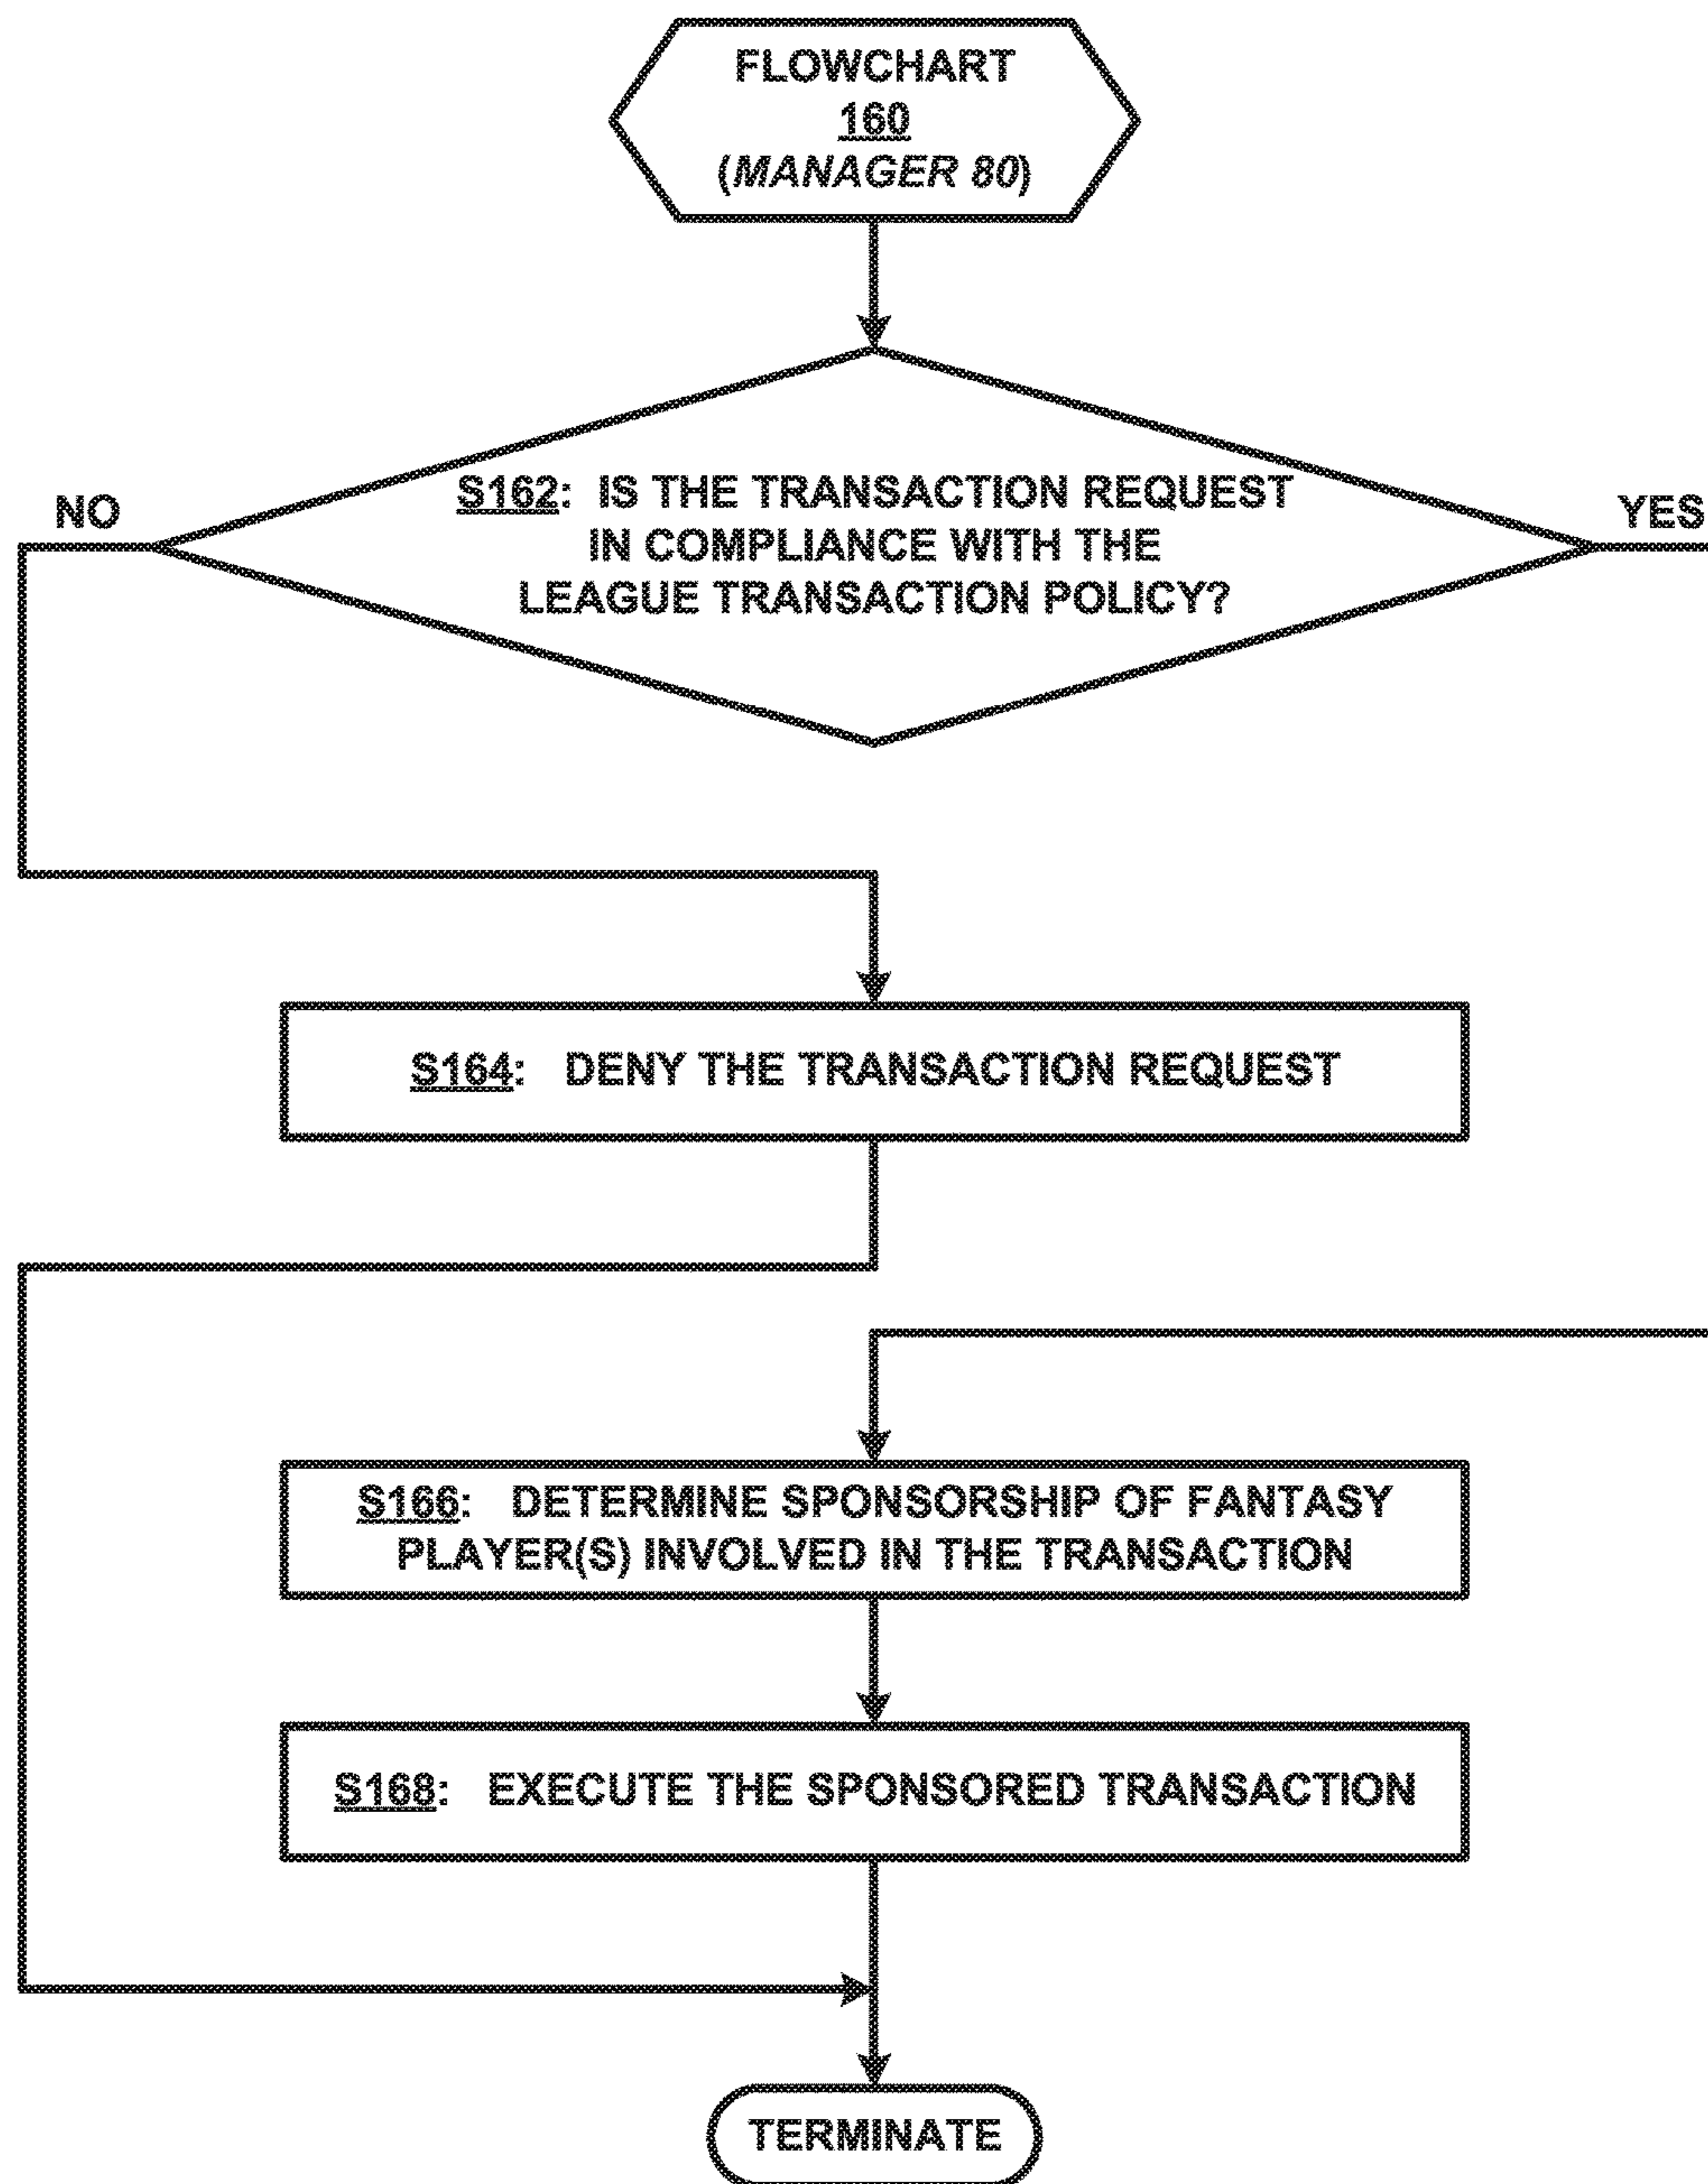 FLOWCHART
160
(MANAGER 80)
S162: IS THE TRANSACTION REQUEST
IN COMPLIANCE WITH THE
LEAGUE TRANSACTION POLICY?
NO
YES
S164: DENY THE TRANSACTION REQUEST
S166: DETERMINE SPONSORSHIP OF FANTASY
PLAYER(S) INVOLVED IN THE TRANSACTION
S168: EXECUTE THE SPONSORED TRANSACTION
TERMINATE